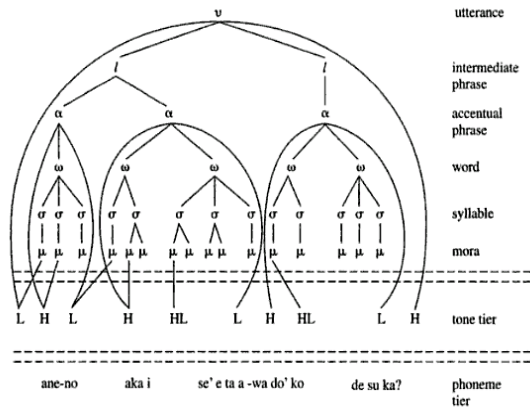 υ utterance
ι ι intermediate
phrase
α α α accentual
phrase
ω ω ω ω ω word
σ σ σ σ σ σ σ σ σ σ σ σ σ syllable
μ μ μ μ μ μ μ μ μ μ μ μ μ μ μ μ mora
L H L H HL L H HL L H tone tier
ane-no aka i se' e ta a -wa do' ko de su ka? phoneme
tier